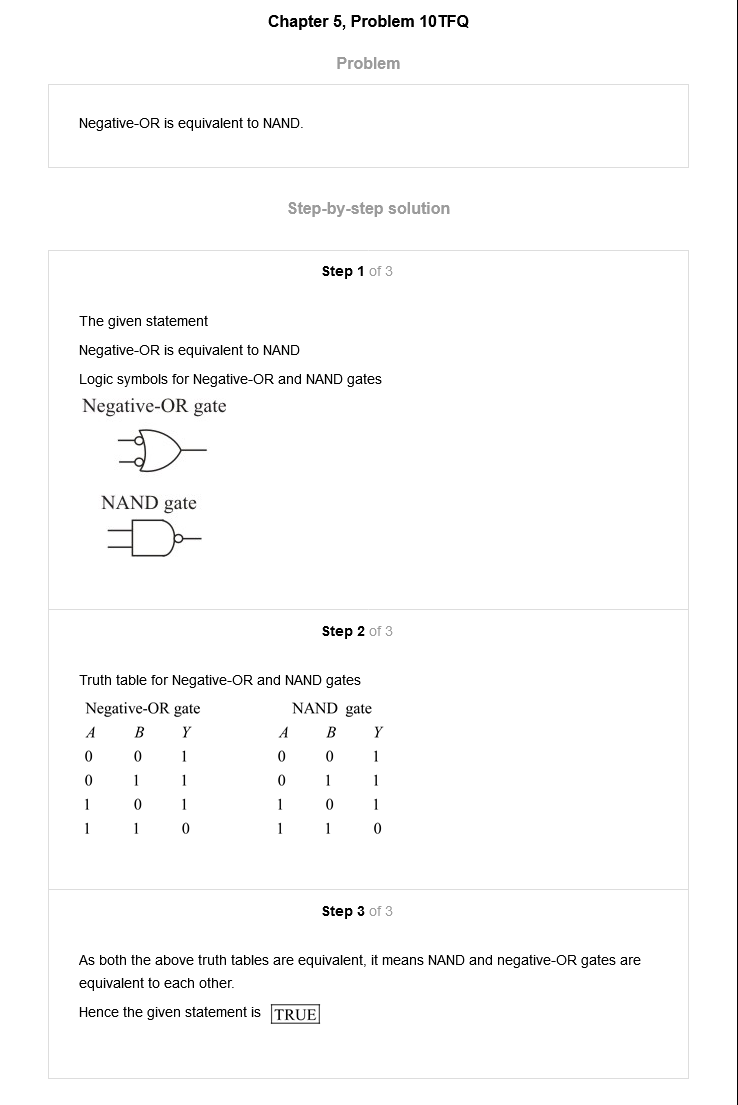 Chapter 5, Problem 10TFQ
Problem
Negative-OR is equivalent to NAND.
Step-by-step solution
Step 1 of 3
The given statement
Negative-OR is equivalent to NAND
Logic symbols for Negative-OR and NAND gates
Negative-OR gate
NAND gate
Step 2 of 3
Truth table for Negative-OR and NAND gates
Negative-OR gate NAND gate
A B Y A B Y
0 0 1 0 0 1
0 1 1 0 1 1
1 0 1 1 0 1
1 1 0 1 1 0
Step 3 of 3
As both the above truth tables are equivalent, it means NAND and negative-OR gates are
equivalent to each other.
Hence the given statement is TRUE